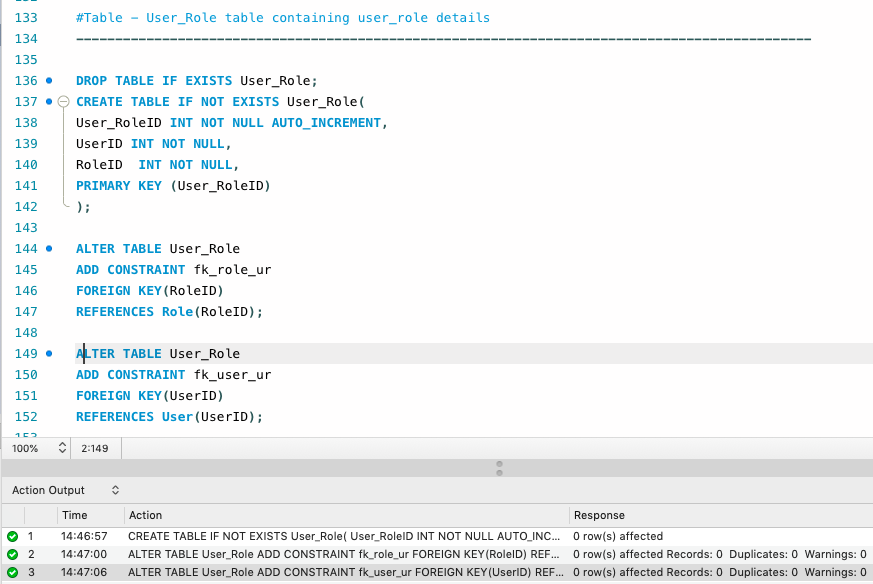 133 #Table - User_Role table containing user_role details
134 ----------------------------------------------------------------------------------------------
135
136 DROP TABLE IF EXISTS User_Role;
137 CREATE TABLE IF NOT EXISTS User_Role(
138 User_RoleID INT NOT NULL AUTO_INCREMENT,
139 UserID INT NOT NULL,
140 RoleID  INT NOT NULL,
141 PRIMARY KEY (User_RoleID)
142 );
143
144 ALTER TABLE User_Role
145 ADD CONSTRAINT fk_role_ur
146 FOREIGN KEY(RoleID)
147 REFERENCES Role(RoleID);
148
149 ALTER TABLE User_Role
150 ADD CONSTRAINT fk_user_ur
151 FOREIGN KEY(UserID)
152 REFERENCES User(UserID);
100% 2:149
Action Output
Time Action Response
1 14:46:57 CREATE TABLE IF NOT EXISTS User_Role( User_RoleID INT NOT NULL AUTO_INC... 0 row(s) affected
2 14:47:00 ALTER TABLE User_Role ADD CONSTRAINT fk_role_ur FOREIGN KEY(RoleID) REF... 0 row(s) affected Records: 0  Duplicates: 0  Warnings: 0
3 14:47:06 ALTER TABLE User_Role ADD CONSTRAINT fk_user_ur FOREIGN KEY(UserID) REF... 0 row(s) affected Records: 0  Duplicates: 0  Warnings: 0